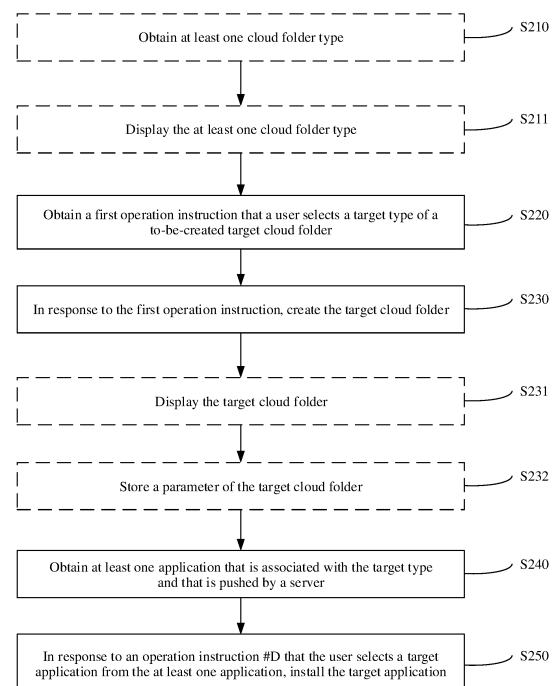 Obtain at least one cloud folder type
S210
Display the at least one cloud folder type
S211
Obtain a first operation instruction that a user selects a target type of a
to-be-created target cloud folder
S220
In response to the first operation instruction, create the target cloud folder
S230
Display the target cloud folder
S231
Store a parameter of the target cloud folder
S232
Obtain at least one application that is associated with the target type
and that is pushed by a server
S240
In response to an operation instruction #D that the user selects a target
application from the at least one application, install the target application
S250